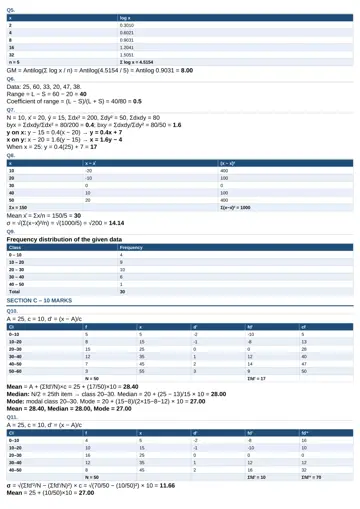 Q5.
x log x
2 0.3010
4 0.6021
8 0.9031
16 1.2041
32 1.5051
n = 5 Σ log x = 4.5154
GM = Antilog(Σ log x / n) = Antilog(4.5154 / 5) = Antilog 0.9031 = 8.00
Q6.
Data: 25, 60, 33, 20, 47, 38.
Range = L − S = 60 − 20 = 40
Coefficient of range = (L − S)/(L + S) = 40/80 = 0.5
Q7.
N = 10, x̄ = 20, ȳ = 15, Σdx² = 200, Σdy² = 50, Σdxdy = 80
byx = Σdxdy/Σdx² = 80/200 = 0.4; bxy = Σdxdy/Σdy² = 80/50 = 1.6
y on x: y − 15 = 0.4(x − 20) → y = 0.4x + 7
x on y: x − 20 = 1.6(y − 15) → x = 1.6y − 4
When x = 25: y = 0.4(25) + 7 = 17
Q8.
x x − x̄ (x − x̄)²
10 -20 400
20 -10 100
30 0 0
40 10 100
50 20 400
Σx = 150 Σ(x−x̄)² = 1000
Mean x̄ = Σx/n = 150/5 = 30
σ = √(Σ(x−x̄)²/n) = √(1000/5) = √200 = 14.14
Q9.
Frequency distribution of the given data
Class Frequency
0 – 10 4
10 – 20 9
20 – 30 10
30 – 40 6
40 – 50 1
Total 30
SECTION C – 10 MARKS
Q10.
A = 25, c = 10, d' = (x − A)/c
CI f x d' fd' cf
0–10 5 5 -2 -10 5
10–20 8 15 -1 -8 13
20–30 15 25 0 0 28
30–40 12 35 1 12 40
40–50 7 45 2 14 47
50–60 3 55 3 9 50
N = 50 Σfd' = 17
Mean = A + (Σfd'/N)×c = 25 + (17/50)×10 = 28.40
Median: N/2 = 25th item → class 20–30. Median = 20 + (25 − 13)/15 × 10 = 28.00
Mode: modal class 20–30. Mode = 20 + (15−8)/(2×15−8−12) × 10 = 27.00
Mean = 28.40, Median = 28.00, Mode = 27.00
Q11.
A = 25, c = 10, d' = (x − A)/c
CI f x d' fd' fd'²
0–10 4 5 -2 -8 16
10–20 10 15 -1 -10 10
20–30 16 25 0 0 0
30–40 12 35 1 12 12
40–50 8 45 2 16 32
N = 50 Σfd' = 10 Σfd'² = 70
σ = √(Σfd'²/N − (Σfd'/N)²) × c = √(70/50 − (10/50)²) × 10 = 11.66
Mean = 25 + (10/50)×10 = 27.00